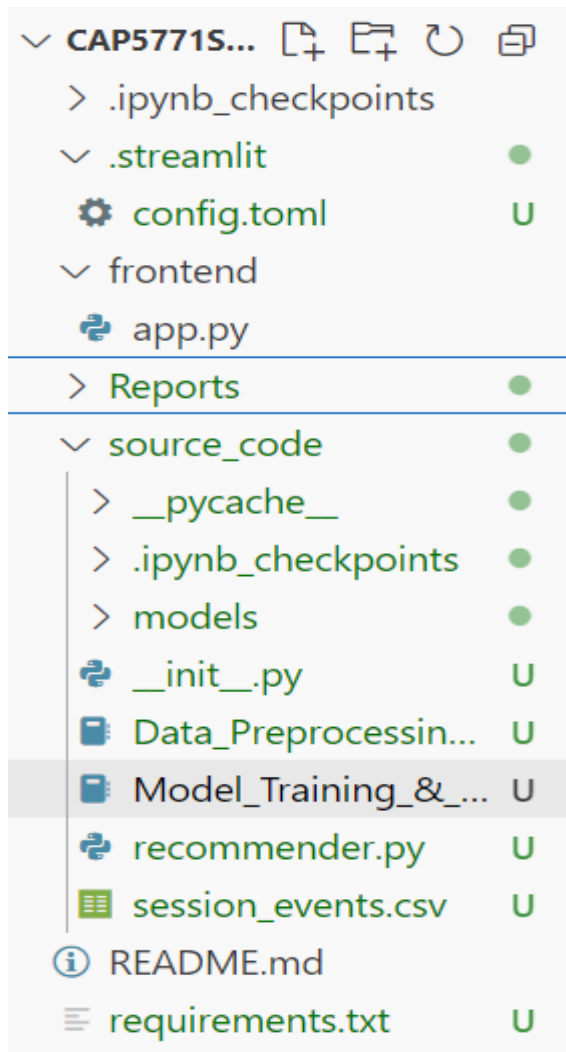 CAP5771S...
.ipynb_checkpoints
.streamlit
config.toml U
frontend
app.py
Reports
source_code
__pycache__
.ipynb_checkpoints
models
__init__.py U
Data_Preprocessin... U
Model_Training_&_... U
recommender.py U
session_events.csv U
README.md
requirements.txt U